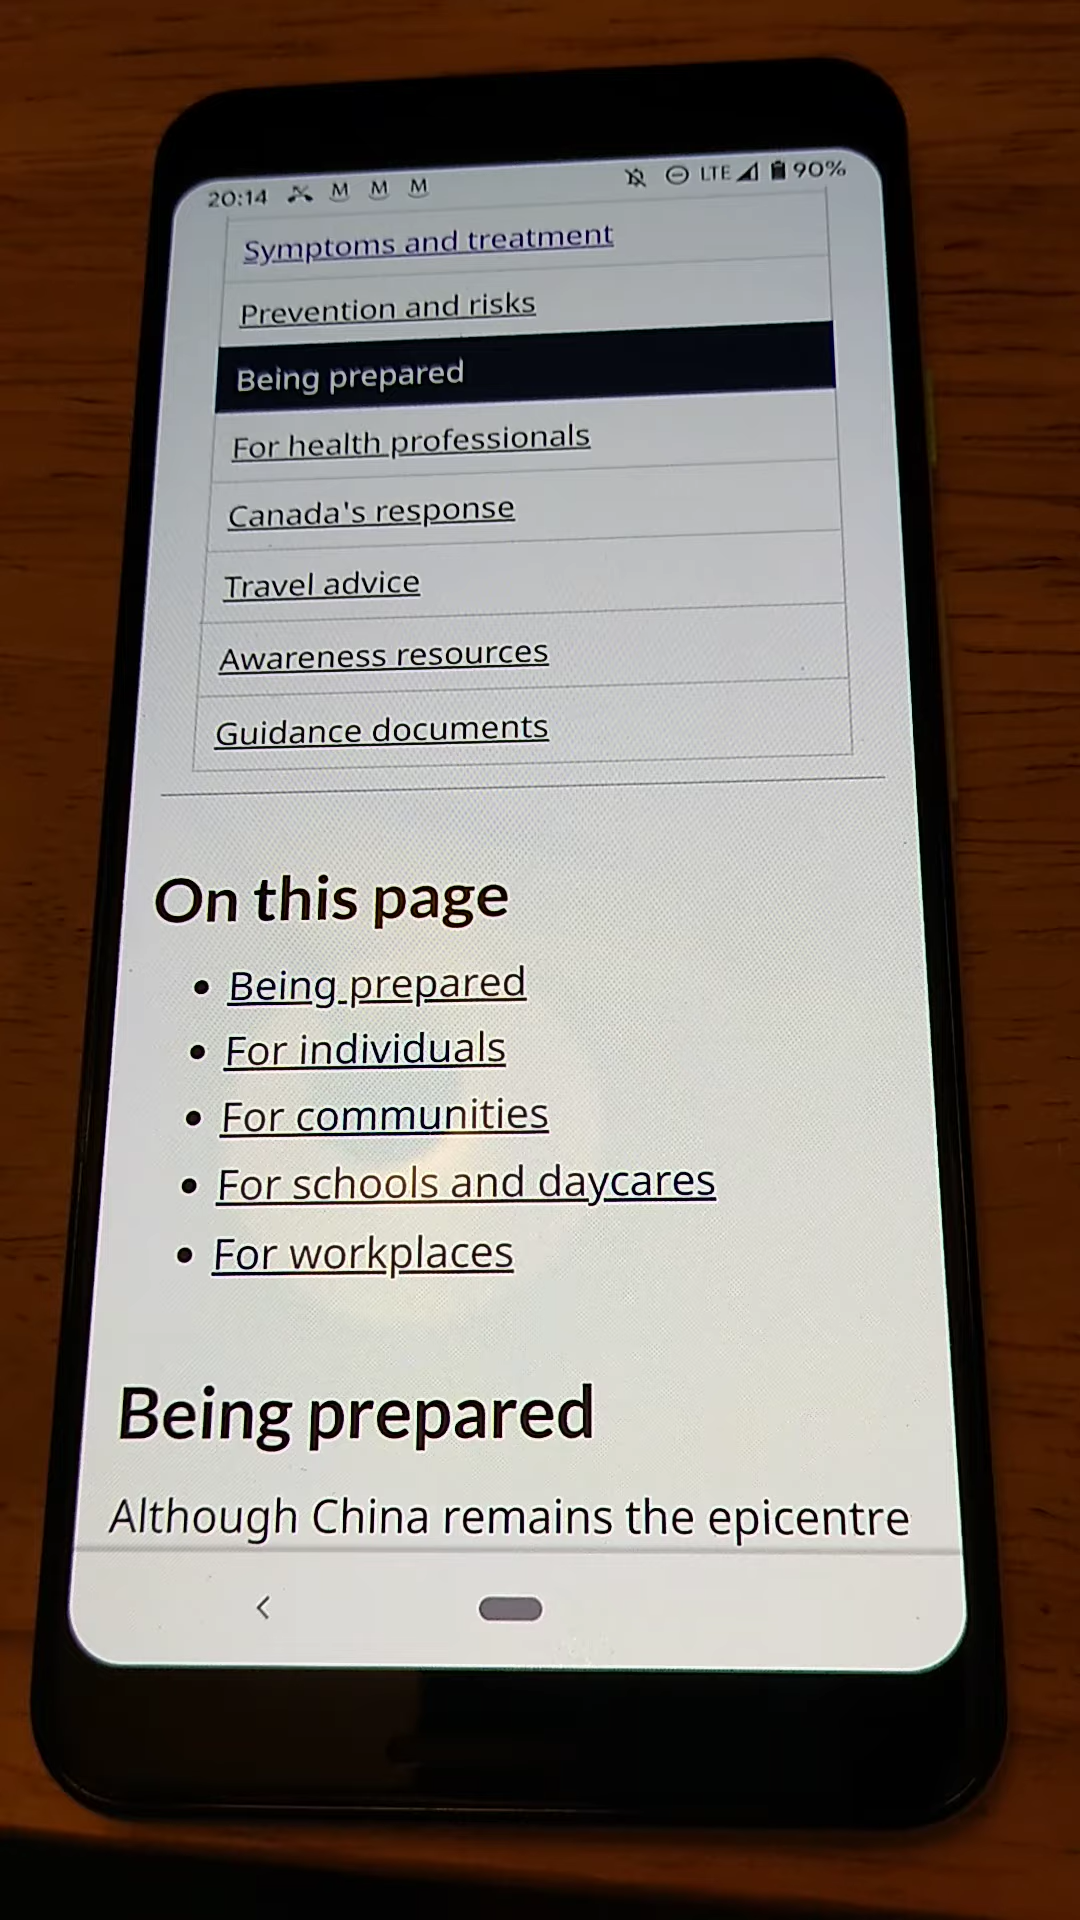 20:14 M M M LTE 90%
Symptoms and treatment
Prevention and risks
Being prepared
For health professionals
Canada's response
Travel advice
Awareness resources
Guidance documents
On this page
Being prepared
For individuals
For communities
For schools and daycares
For workplaces
Being prepared
Although China remains the epicentre